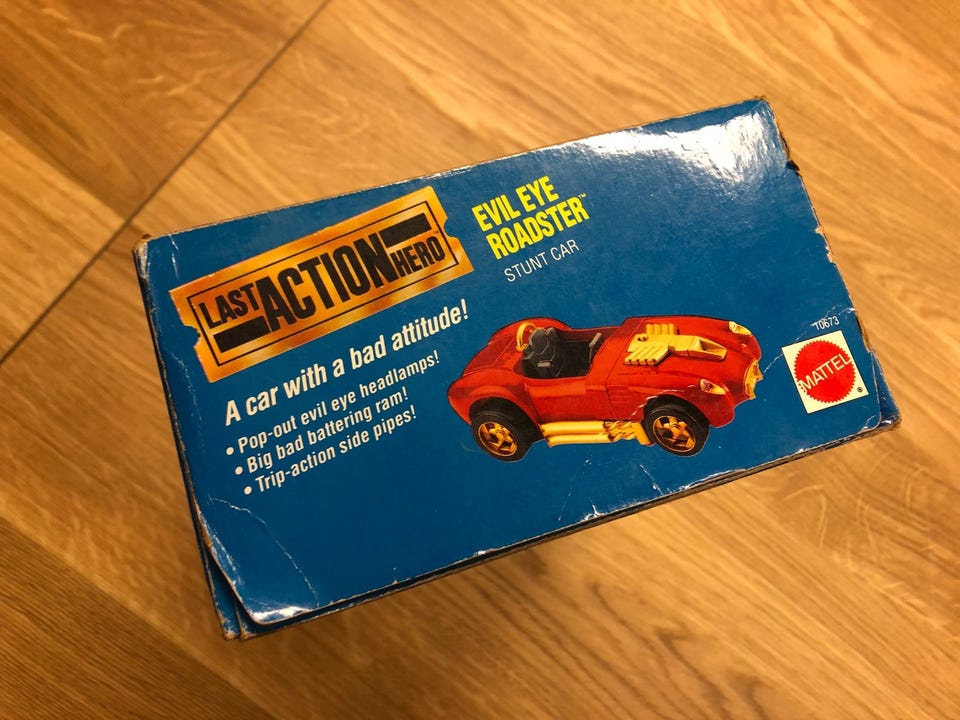 LAST ACTION HERO™
EVIL EYE
ROADSTER™
STUNT CAR
A car with a bad attitude!
• Pop-out evil eye headlamps!
• Big bad battering ram!
• Trip-action side pipes!
10673
MATTEL®